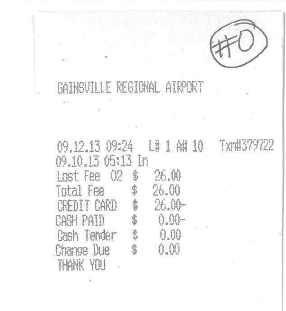 #0
GAINSVILLE REGIONAL AIRPORT
09.12.13 09:24 L# 1 A# 10 Txn#379722
09.10.13 05:13 In
Lost Fee 02 $ 26.00
Total Fee $ 26.00
CREDIT CARD $ 26.00-
CASH PAID $ 0.00-
Cash Tender $ 0.00
Change Due $ 0.00
THANK YOU